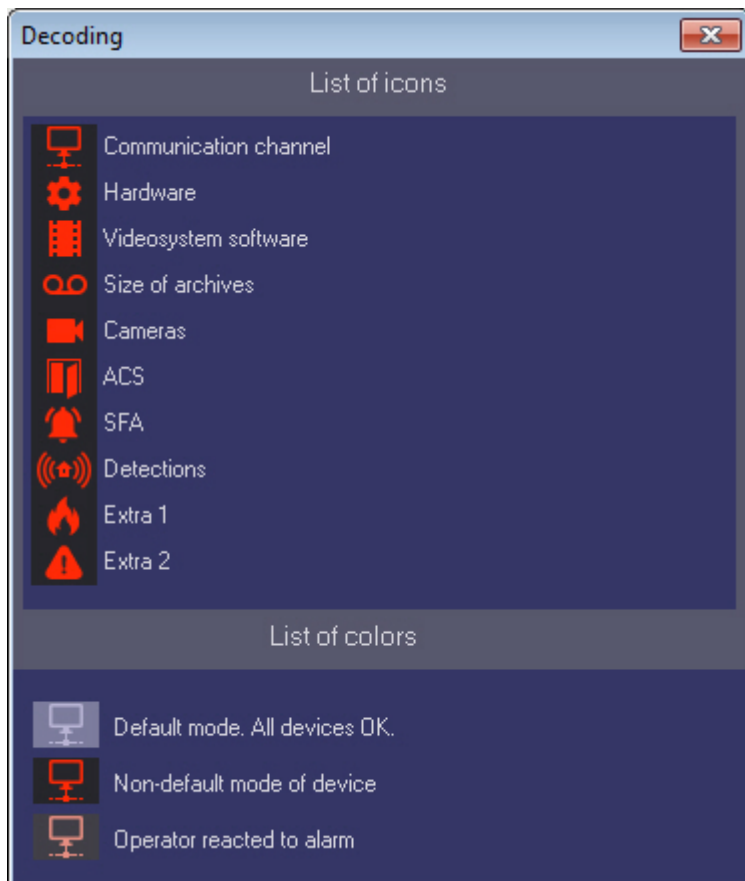 Decoding
List of icons
Communication channel
Hardware
Videosystem software
Size of archives
Cameras
ACS
SFA
Detections
Extra 1
Extra 2
List of colors
Default mode. All devices OK.
Non-default mode of device
Operator reacted to alarm